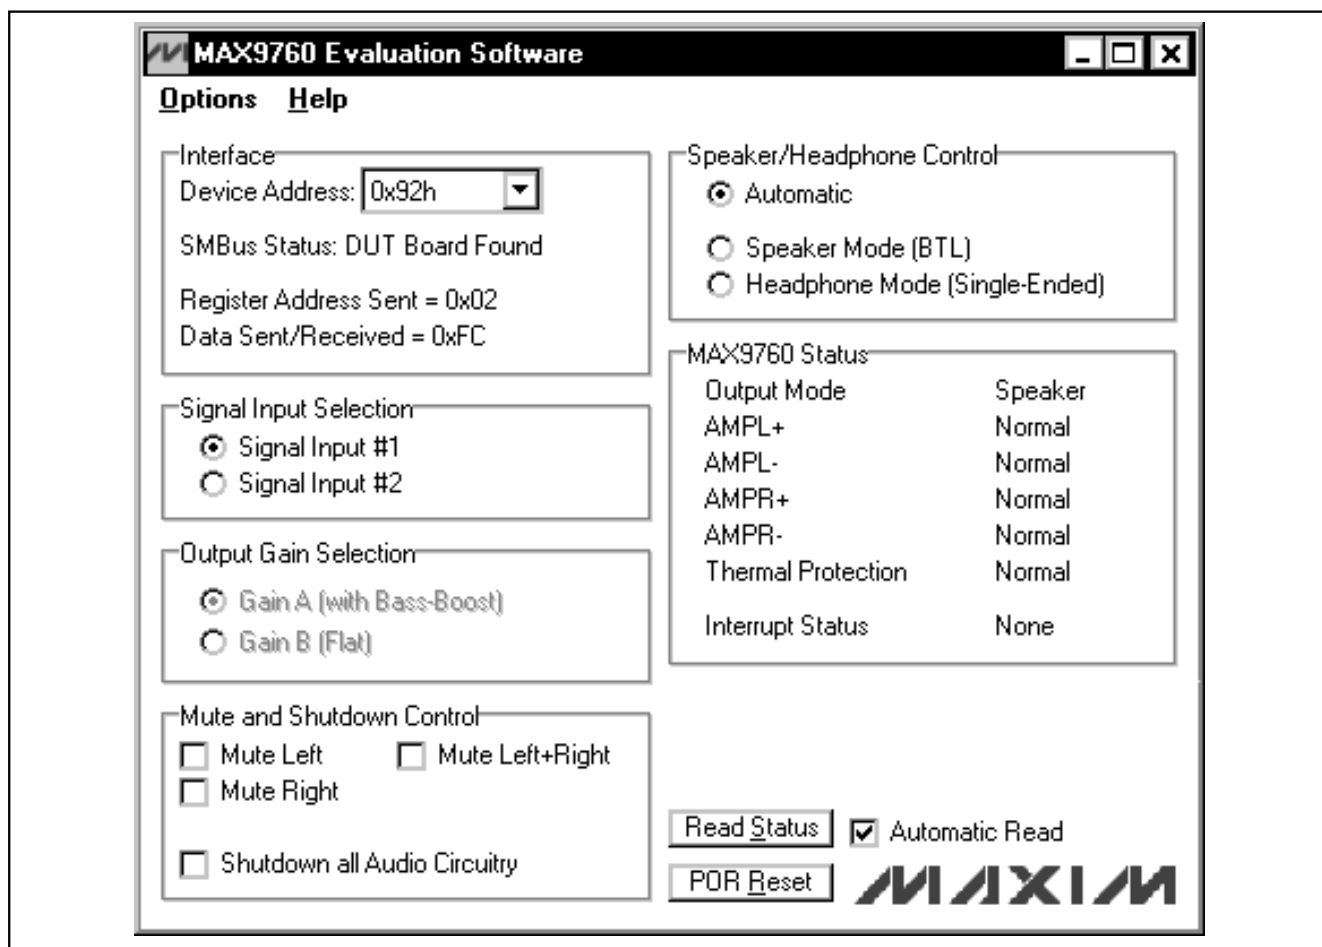 MAX9760 Evaluation Software
Options Help
Interface
Device Address: 0x92h
SMBus Status: DUT Board Found
Register Address Sent = 0x02
Data Sent/Received = 0xFC
Signal Input Selection
Signal Input #1
Signal Input #2
Output Gain Selection
Gain A (with Bass-Boost)
Gain B (Flat)
Mute and Shutdown Control
Mute Left Mute Left+Right
Mute Right
Shutdown all Audio Circuitry
Speaker/Headphone Control
Automatic
Speaker Mode (BTL)
Headphone Mode (Single-Ended)
MAX9760 Status
Output Mode Speaker
AMPL+ Normal
AMPL- Normal
AMPR+ Normal
AMPR- Normal
Thermal Protection Normal
Interrupt Status None
Read Status Automatic Read
POR Reset MAXIM